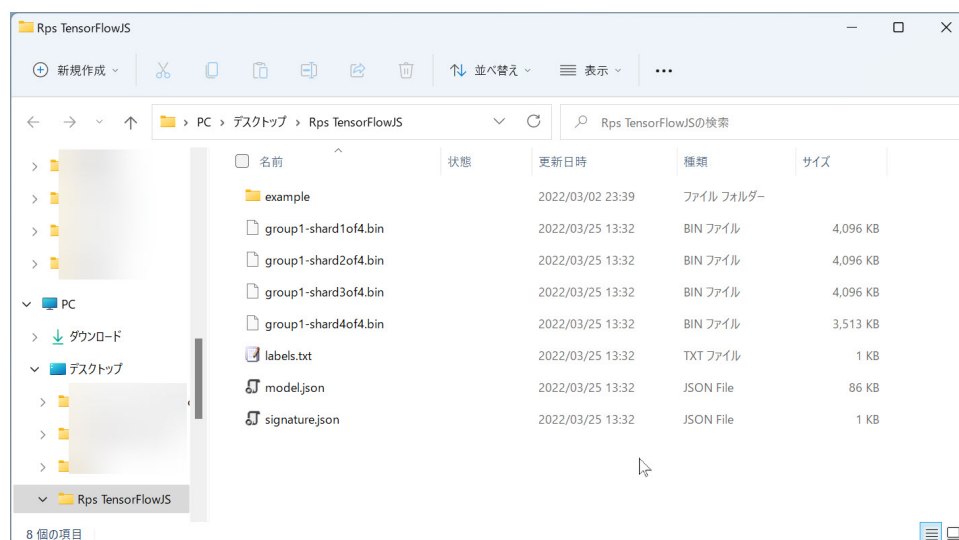 Rps TensorFlowJS
新規作成
並べ替え
表示
PC > デスクトップ > Rps TensorFlowJS
Rps TensorFlowJSの検索
名前 状態 更新日時 種類 サイズ
example 2022/03/02 23:39 ファイル フォルダー
group1-shard1of4.bin 2022/03/25 13:32 BIN ファイル 4,096 KB
group1-shard2of4.bin 2022/03/25 13:32 BIN ファイル 4,096 KB
group1-shard3of4.bin 2022/03/25 13:32 BIN ファイル 4,096 KB
group1-shard4of4.bin 2022/03/25 13:32 BIN ファイル 3,513 KB
labels.txt 2022/03/25 13:32 TXT ファイル 1 KB
model.json 2022/03/25 13:32 JSON File 86 KB
signature.json 2022/03/25 13:32 JSON File 1 KB
PC
ダウンロード
デスクトップ
Rps TensorFlowJS
8 個の項目